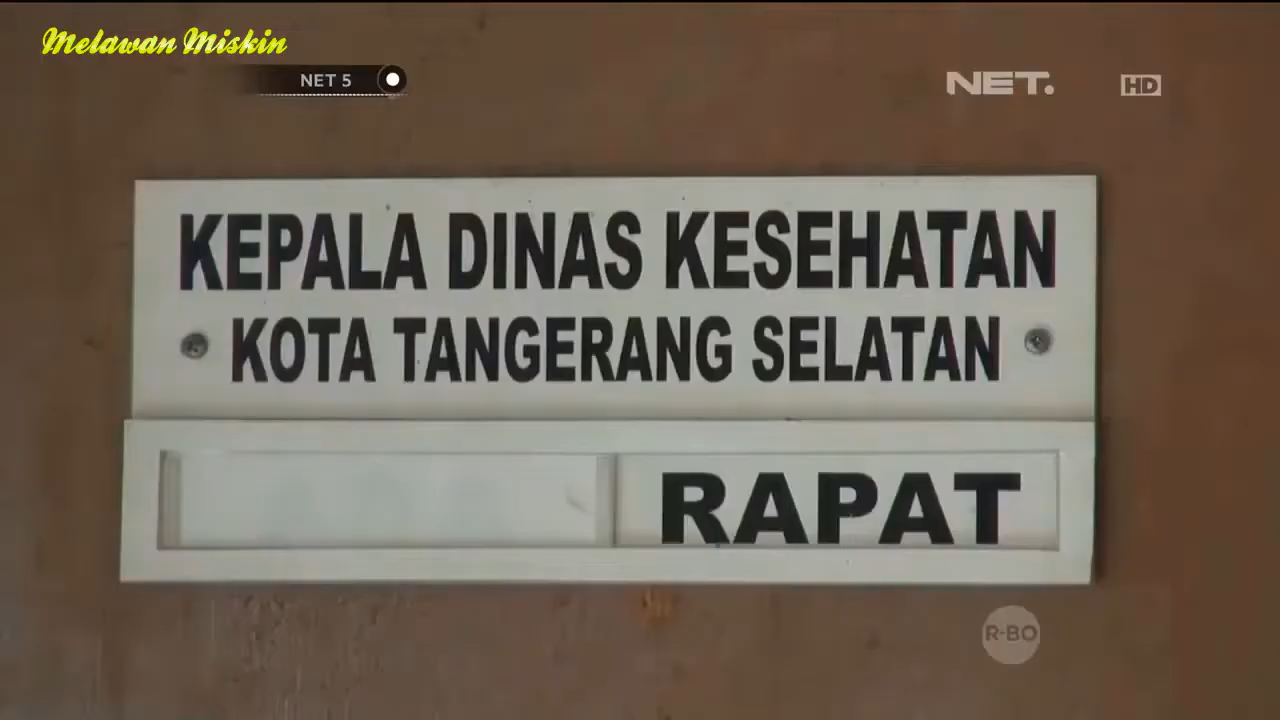 Melawan Miskin
NET 5
NET.
HD
KEPALA DINAS KESEHATAN
KOTA TANGERANG SELATAN
RAPAT
R-BO